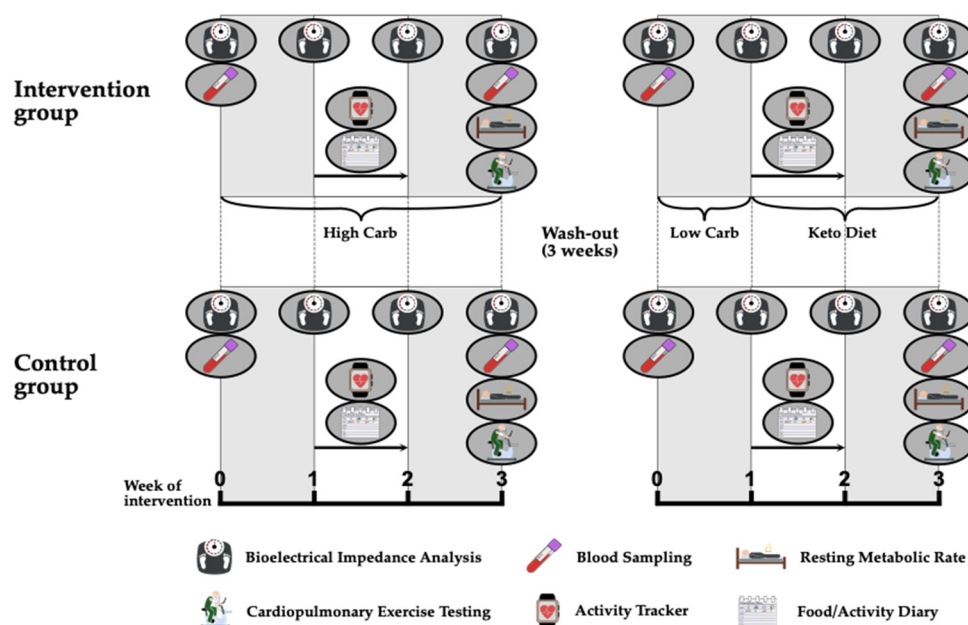 Intervention
group
High Carb
Wash-out
(3 weeks)
Low Carb
Keto Diet
Control
group
Week of
intervention
0
1
2
3
0
1
2
3
Bioelectrical Impedance Analysis
Blood Sampling
Resting Metabolic Rate
Cardiopulmonary Exercise Testing
Activity Tracker
Food/Activity Diary